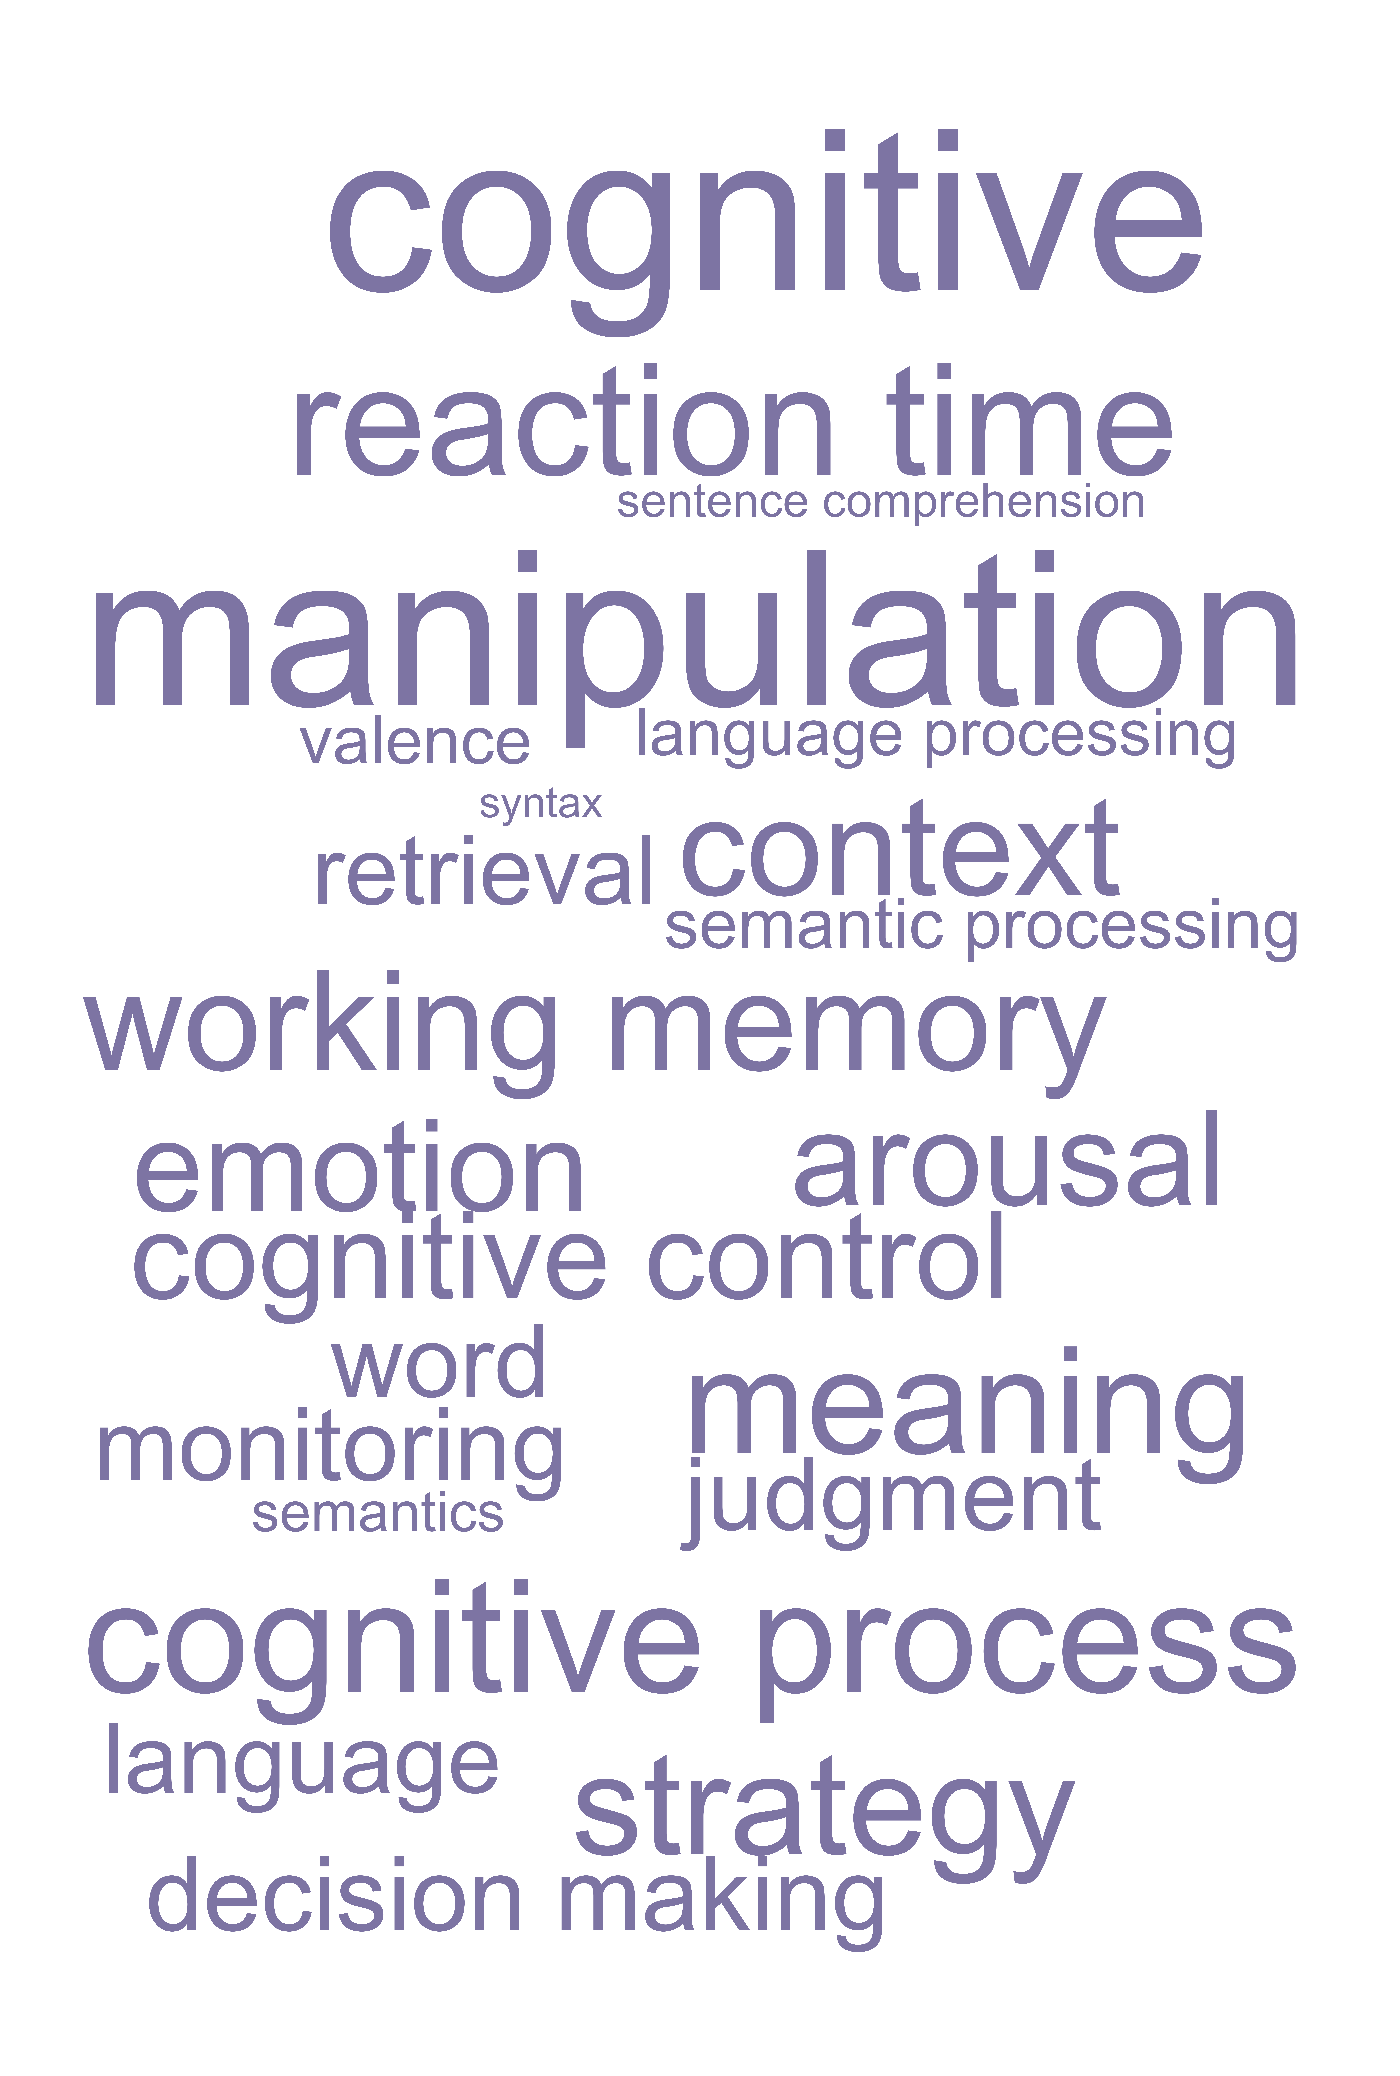 cognitive
reaction time
sentence comprehension
manipulation
valence
language processing
syntax
retrieval
context
semantic processing
working memory
emotion
arousal
cognitive control
word
meaning
monitoring
judgment
semantics
cognitive process
language
strategy
decision making